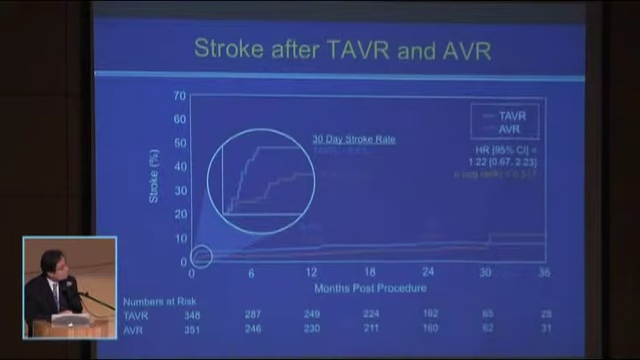 Stroke after TAVR and AVR
70
60
50
40
30
20
10
0
Stroke (%)
30 Day Stroke Rate
TAVR
AVR
HR [95% CI] =
1.22 [0.67, 2.23]
p (log rank) =
0 6 12 18 24 30 36
Months Post Procedure
Numbers at Risk
TAVR 348 287 249 224 162 65 28
AVR 351 246 230 211 160 62 31